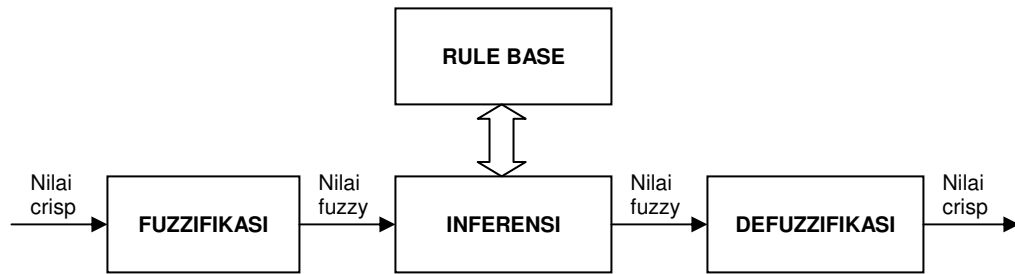 RULE BASE
Nilai
crisp
FUZZIFIKASI
Nilai
fuzzy
INFERENSI
Nilai
fuzzy
DEFUZZIFIKASI
Nilai
crisp